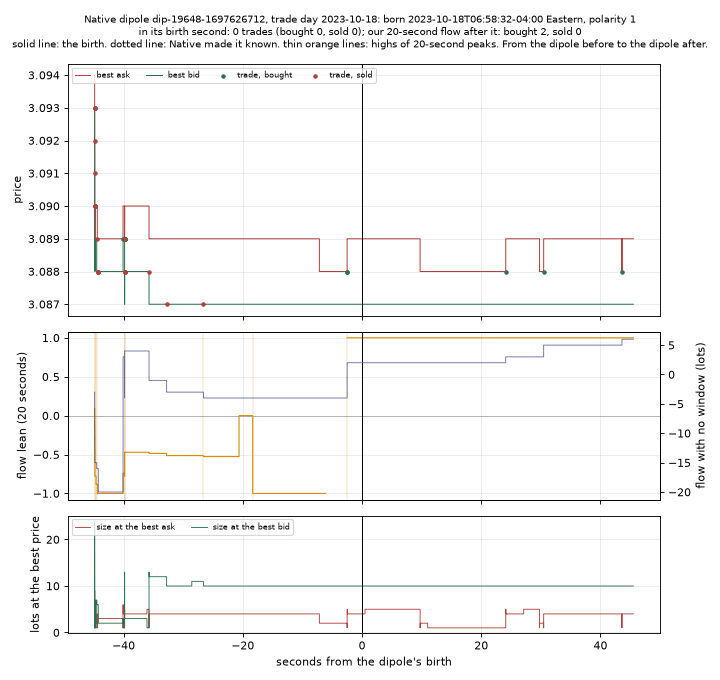 Native dipole dip-19648-1697626712, trade day 2023-10-18: born 2023-10-18T06:58:32-04:00 Eastern, polarity 1
in its birth second: 0 trades (bought 0, sold 0); our 20-second flow after it: bought 2, sold 0
solid line: the birth. dotted line: Native made it known. thin orange lines: highs of 20-second peaks. From the dipole before to the dipole after.
best ask
best bid
trade, bought
trade, sold
3.094
3.093
3.092
3.091
3.090
3.089
3.088
3.087
price
1.0
0.5
0.0
−0.5
−1.0
flow lean (20 seconds)
5
0
−5
−10
−15
−20
flow with no window (lots)
size at the best ask
size at the best bid
20
10
0
lots at the best price
−40
−20
0
20
40
seconds from the dipole's birth